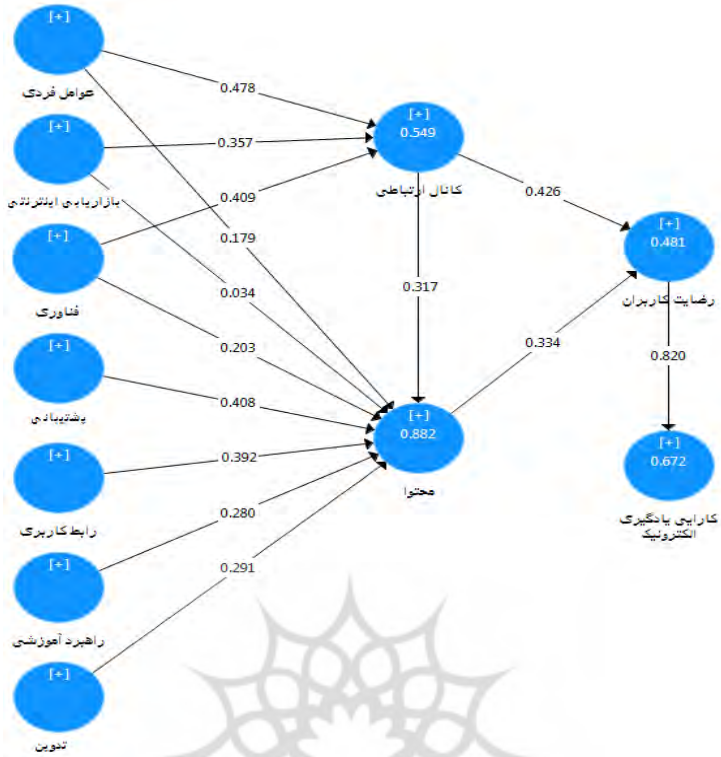 [+]
عوامل فردی
[+]
بازاریابی اینترنتی
[+]
فناوری
[+]
پشتیبانی
[+]
رابط کاربری
[+]
راهبرد آموزشی
[+]
تدوین
0.478
0.357
0.409
0.179
0.034
0.203
0.408
0.392
0.280
0.291
[+]
0.549
کانال ارتباطی
0.317
[+]
0.882
محتوا
0.426
0.334
[+]
0.481
رضایت کاربران
0.820
[+]
0.672
کارایی یادگیری
الکترونیک